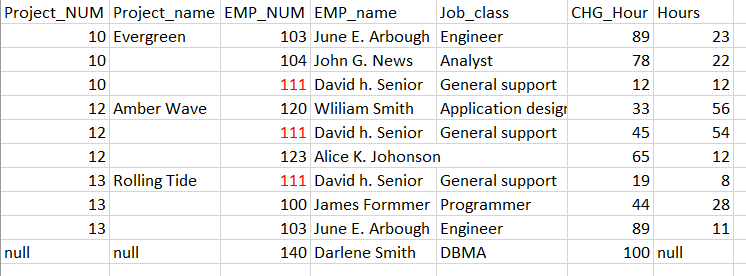 Project_NUM Project_name EMP_NUM EMP_name Job_class CHG_Hour Hours
10 Evergreen 103 June E. Arbough Engineer 89 23
10 104 John G. News Analyst 78 22
10 111 David h. Senior General support 12 12
12 Amber Wave 120 Wliliam Smith Application desig 33 56
12 111 David h. Senior General support 45 54
12 123 Alice K. Johonson 65 12
13 Rolling Tide 111 David h. Senior General support 19 8
13 100 James Formmer Programmer 44 28
13 103 June E. Arbough Engineer 89 11
null null 140 Darlene Smith DBMA 100 null